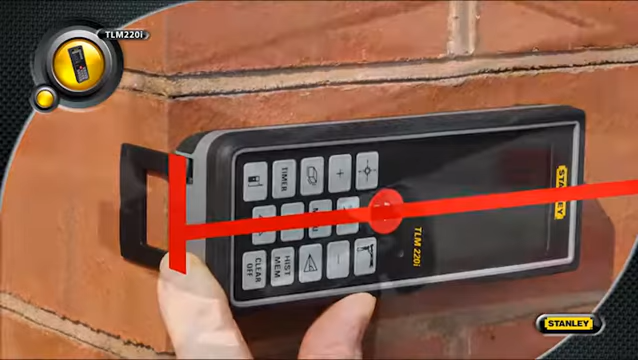 TLM220i
TIMER
STANLEY
TLM 220i
CLEAR
OFF
HIST
MEM
STANLEY